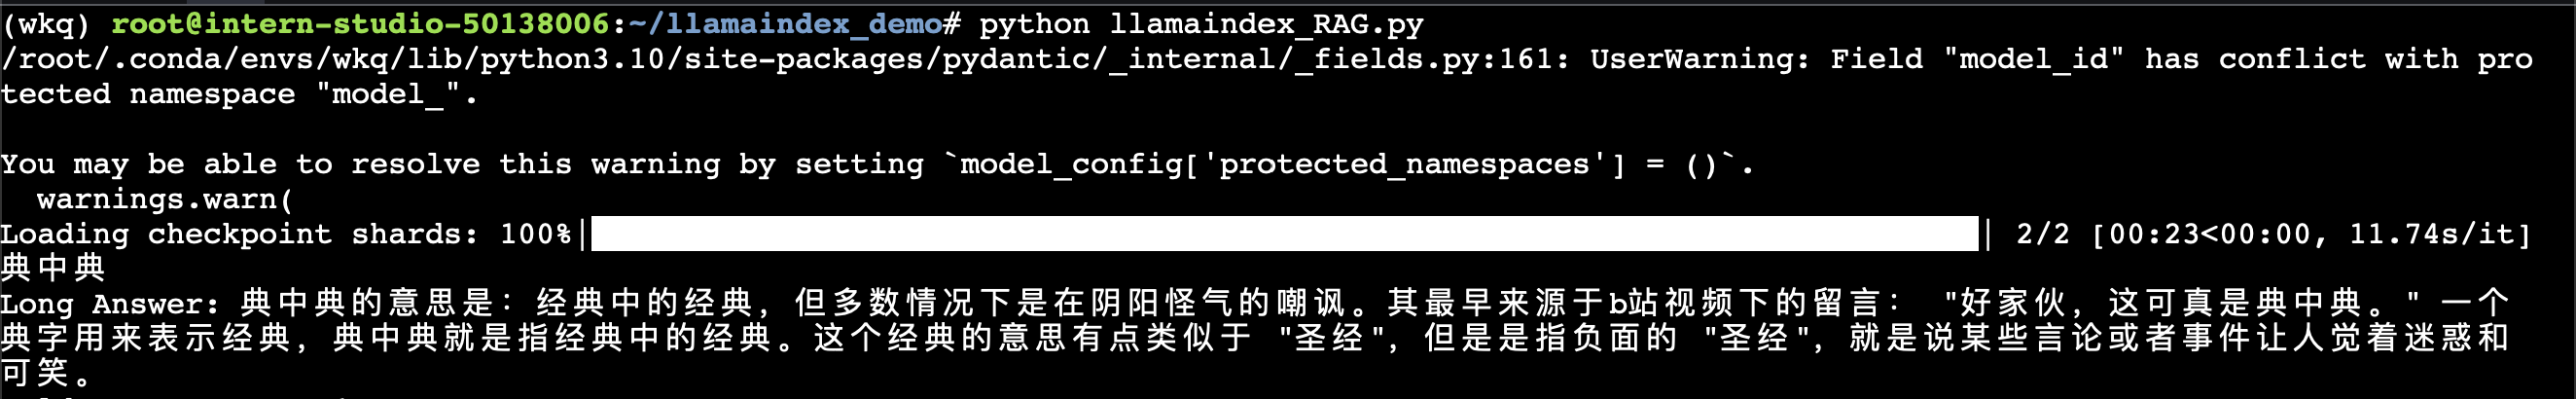 (wkq) root@intern-studio-50138006:~/llamaindex_demo# python llamaindex_RAG.py
/root/.conda/envs/wkq/lib/python3.10/site-packages/pydantic/_internal/_fields.py:161: UserWarning: Field "model_id" has conflict with pro
tected namespace "model_".
You may be able to resolve this warning by setting `model_config['protected_namespaces'] = ()`.
  warnings.warn(
Loading checkpoint shards: 100%|| 2/2 [00:23<00:00, 11.74s/it]
典中典
Long Answer: 典中典的意思是：经典中的经典，但多数情况下是在阴阳怪气的嘲讽。其最早来源于b站视频下的留言： "好家伙，这可真是典中典。" 一个
典字用来表示经典，典中典就是指经典中的经典。这个经典的意思有点类似于 "圣经"，但是是指负面的 "圣经"，就是说某些言论或者事件让人觉着迷惑和
可笑。